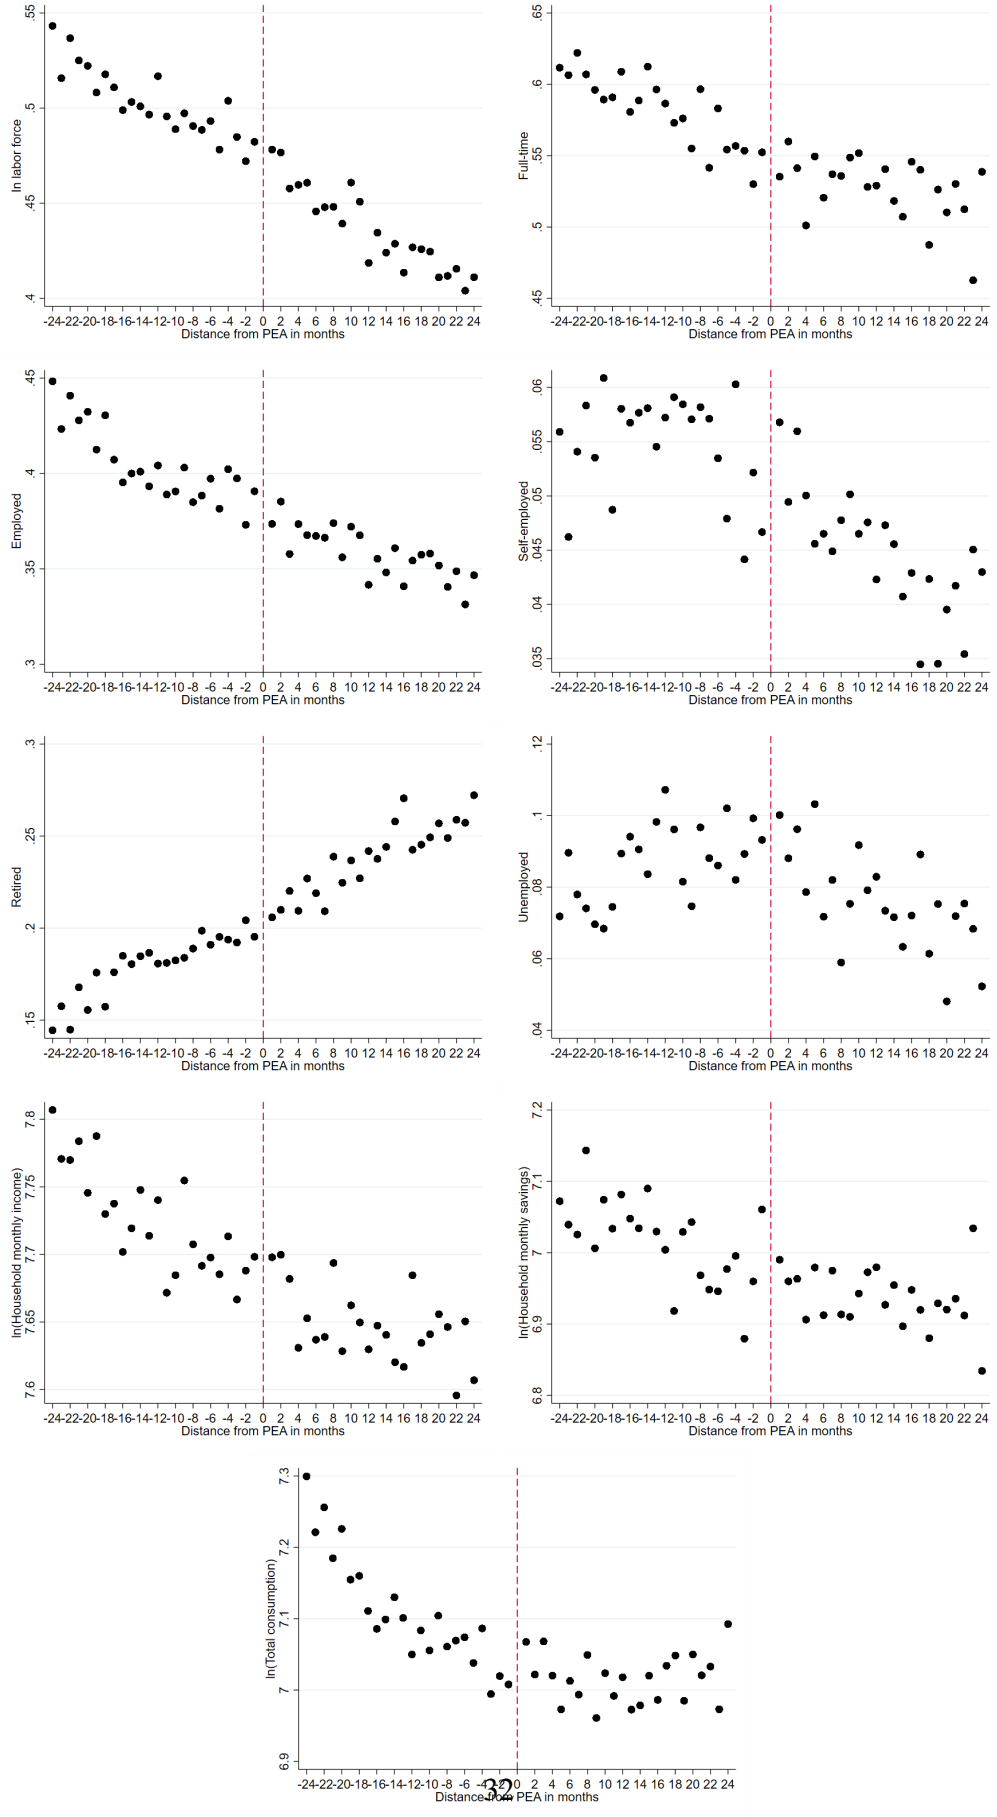 In labor force
.55
.5
.45
.4
-24-22-20-18-16-14-12-10 -8 -6 -4 -2 0 2 4 6 8 10 12 14 16 18 20 22 24
Distance from PEA in months
Full-time
.65
.6
.55
.5
.45
-24-22-20-18-16-14-12-10 -8 -6 -4 -2 0 2 4 6 8 10 12 14 16 18 20 22 24
Distance from PEA in months
Employed
.45
.4
.35
.3
-24-22-20-18-16-14-12-10 -8 -6 -4 -2 0 2 4 6 8 10 12 14 16 18 20 22 24
Distance from PEA in months
Self-employed
.06
.055
.05
.045
.04
.035
-24-22-20-18-16-14-12-10 -8 -6 -4 -2 0 2 4 6 8 10 12 14 16 18 20 22 24
Distance from PEA in months
Retired
.3
.25
.2
.15
-24-22-20-18-16-14-12-10 -8 -6 -4 -2 0 2 4 6 8 10 12 14 16 18 20 22 24
Distance from PEA in months
Unemployed
.12
.1
.08
.06
.04
-24-22-20-18-16-14-12-10 -8 -6 -4 -2 0 2 4 6 8 10 12 14 16 18 20 22 24
Distance from PEA in months
ln(Household monthly income)
7.8
7.75
7.7
7.65
7.6
-24-22-20-18-16-14-12-10 -8 -6 -4 -2 0 2 4 6 8 10 12 14 16 18 20 22 24
Distance from PEA in months
ln(Household monthly savings)
7.2
7.1
7
6.9
6.8
-24-22-20-18-16-14-12-10 -8 -6 -4 -2 0 2 4 6 8 10 12 14 16 18 20 22 24
Distance from PEA in months
ln(Total consumption)
7.3
7.2
7.1
7
6.9
-24-22-20-18-16-14-12-10 -8 -6 -4 -2 0 2 4 6 8 10 12 14 16 18 20 22 24
Distance from PEA in months
32